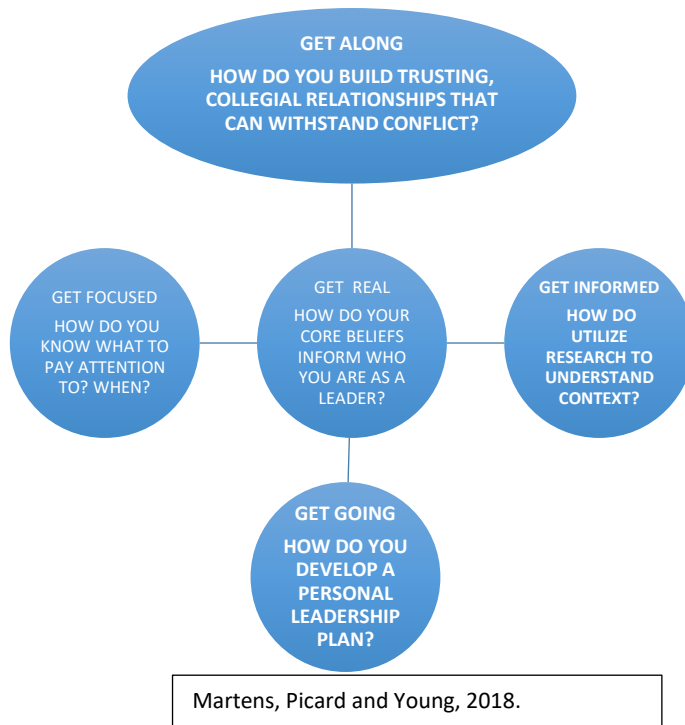 GET ALONG
HOW DO YOU BUILD TRUSTING,
COLLEGIAL RELATIONSHIPS THAT
CAN WITHSTAND CONFLICT?
GET FOCUSED
HOW DO YOU
KNOW WHAT TO
PAY ATTENTION
TO? WHEN?
GET REAL
HOW DO YOUR
CORE BELIEFS
INFORM WHO
YOU ARE AS A
LEADER?
GET INFORMED
HOW DO
UTILIZE
RESEARCH TO
UNDERSTAND
CONTEXT?
GET GOING
HOW DO YOU
DEVELOP A
PERSONAL
LEADERSHIP
PLAN?
Martens, Picard and Young, 2018.